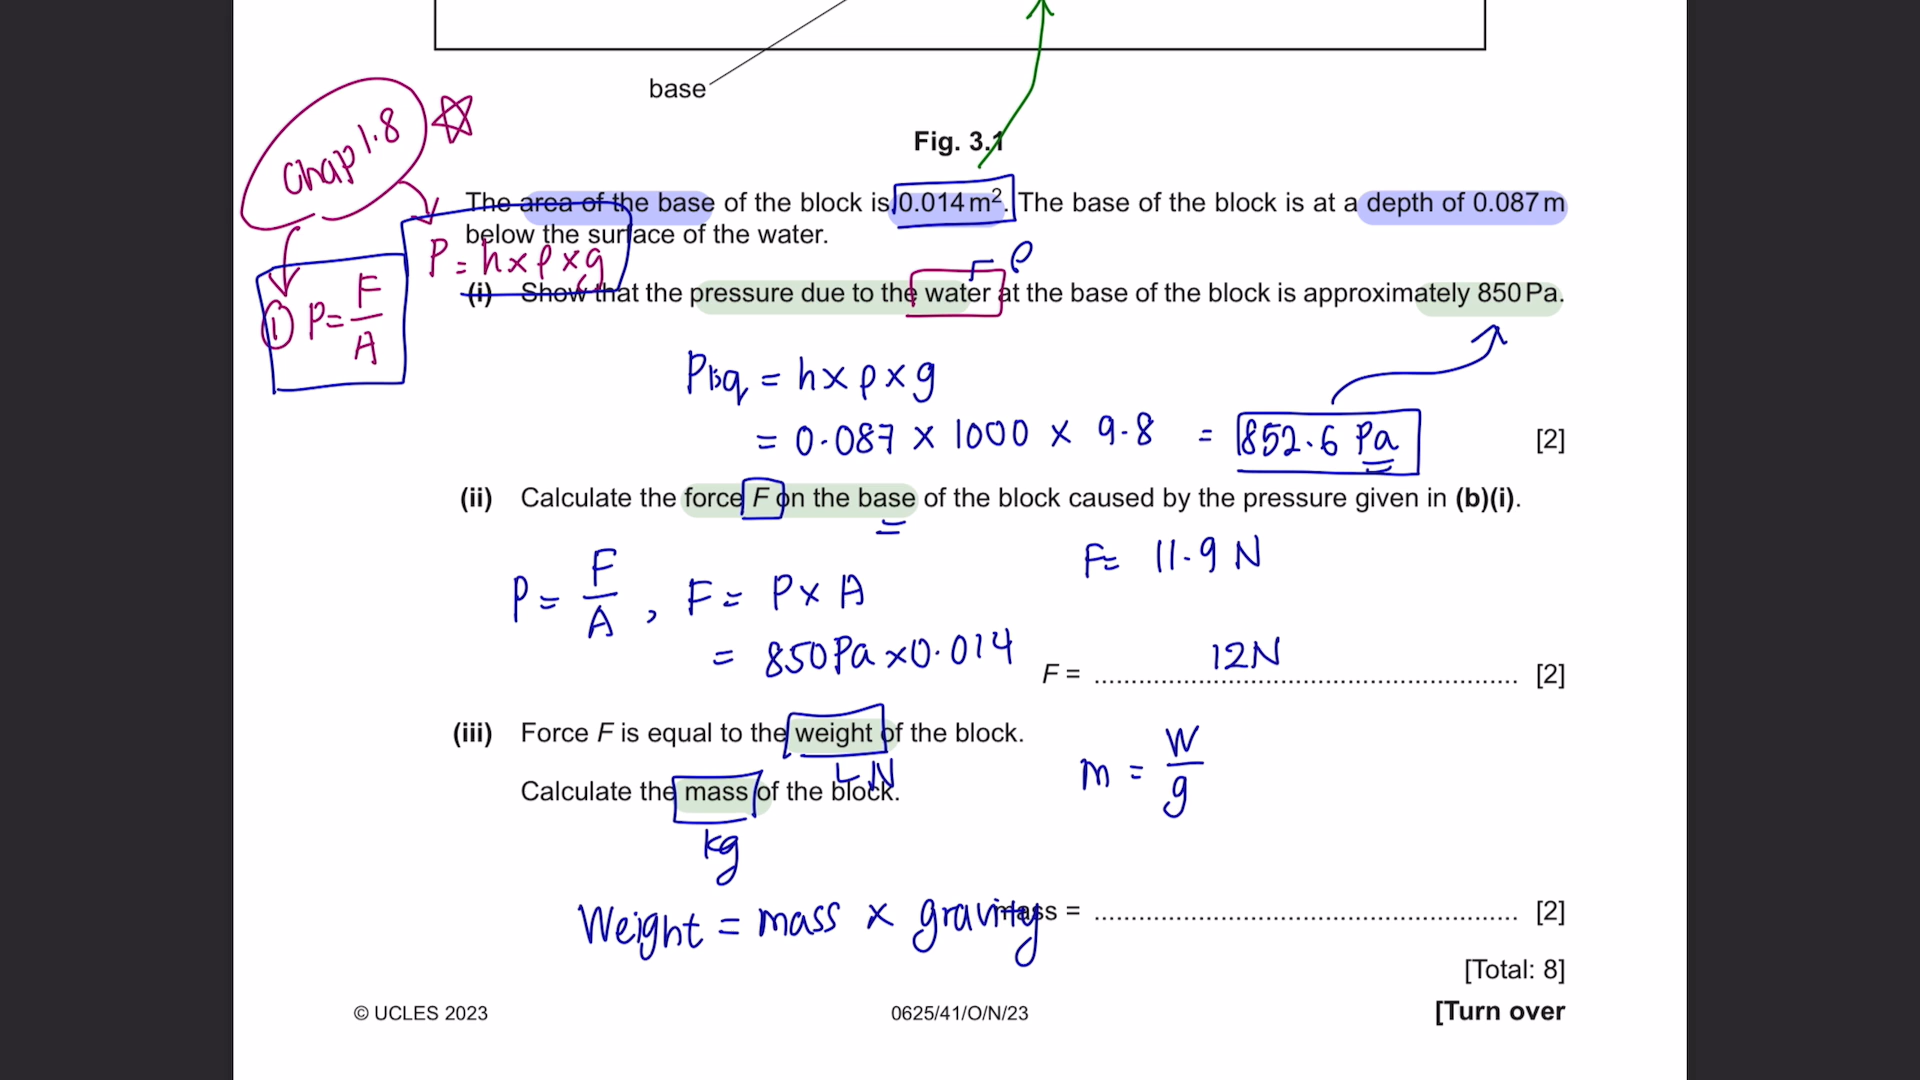 base
Fig. 3.1
Chap 1.8
The area of the base of the block is 0.014 m². The base of the block is at a depth of 0.087 m
below the surface of the water.
P = h×ρ×g
ρ
(i) Show that the pressure due to the water at the base of the block is approximately 850 Pa.
① P = F/A
Pliq = h×ρ×g
= 0.087 × 1000 × 9.8 = 852.6 Pa
[2]
(ii) Calculate the force F on the base of the block caused by the pressure given in (b)(i).
F = 11.9 N
P = F/A , F = P× A
= 850Pa ×0.014
12N
F = ........................................................ [2]
(iii) Force F is equal to the weight of the block.
N
Calculate the mass of the block.
kg
m = W/g
Weight = mass × gravity
mass = ........................................................ [2]
[Total: 8]
© UCLES 2023
0625/41/O/N/23
[Turn over